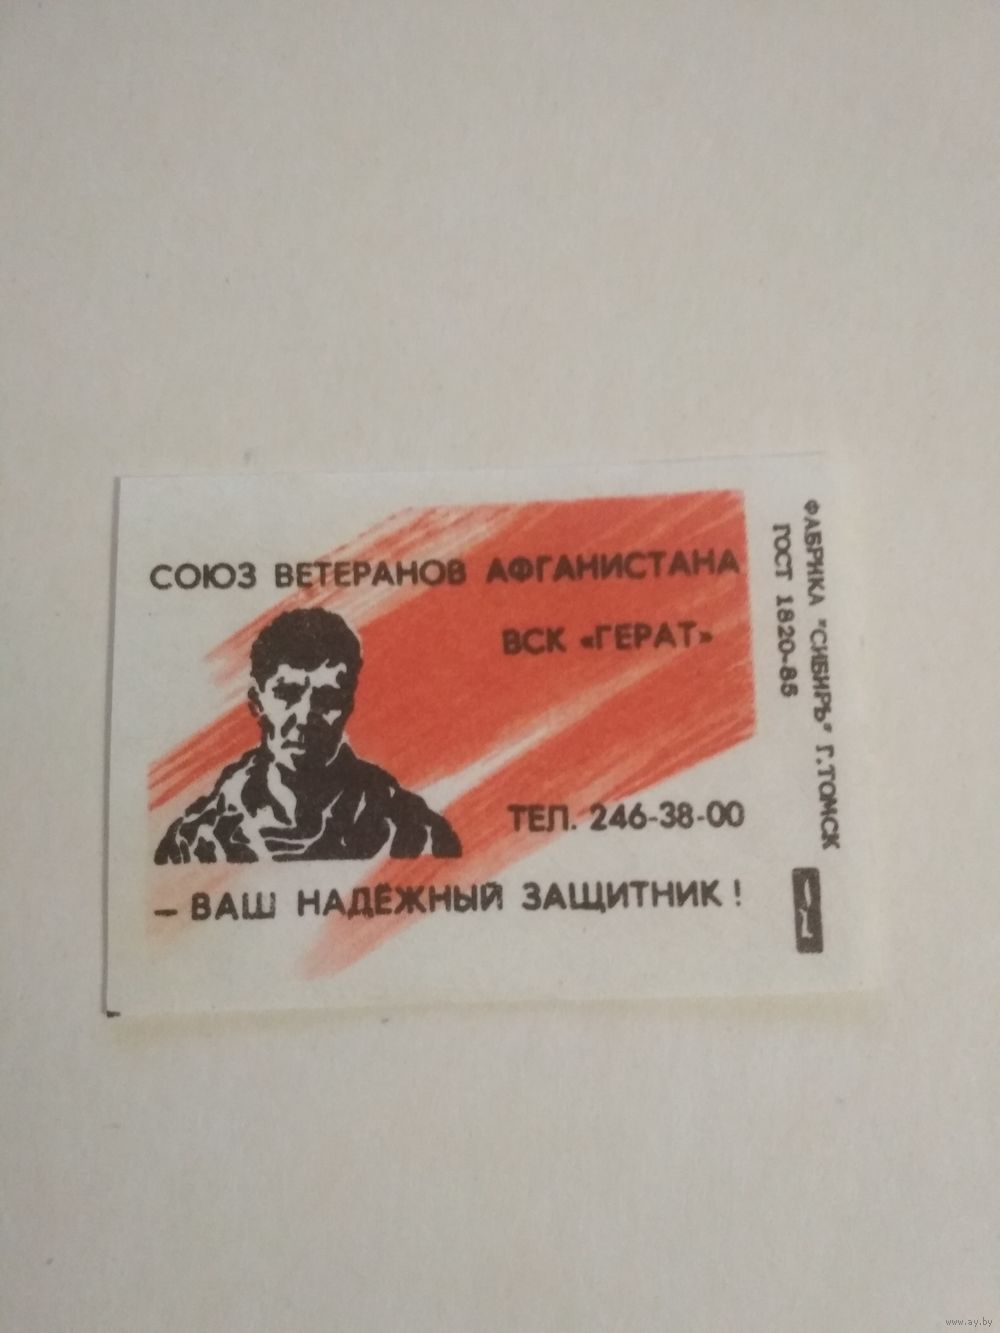 СОЮЗ ВЕТЕРАНОВ АФГАНИСТАНА
ВСК «ГЕРАТ»
ТЕЛ. 246-38-00
– ВАШ НАДЁЖНЫЙ ЗАЩИТНИК!
ФАБРИКА "СИБИРЬ" Г.ТОМСК
ГОСТ 1820-85
www.ay.by